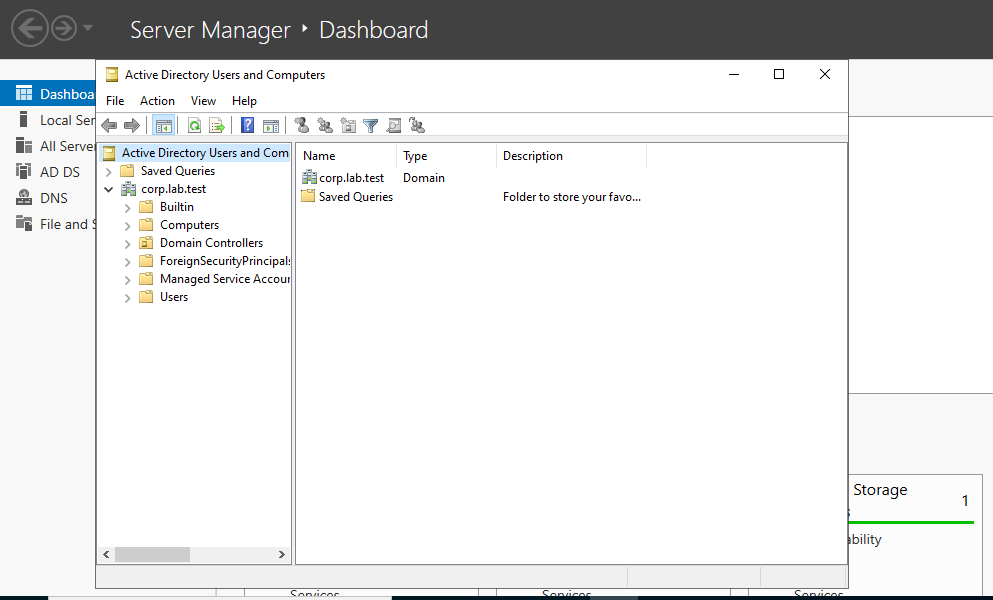 Server Manager ‣ Dashboard
Active Directory Users and Computers
File Action View Help
Dashboa
Local Ser
All Server
AD DS
DNS
File and S
Active Directory Users and Com
Saved Queries
corp.lab.test
Builtin
Computers
Domain Controllers
ForeignSecurityPrincipals
Managed Service Accour
Users
Name Type Description
corp.lab.test Domain
Saved Queries Folder to store your favo...
Storage
1
s
ability
Services Services Services